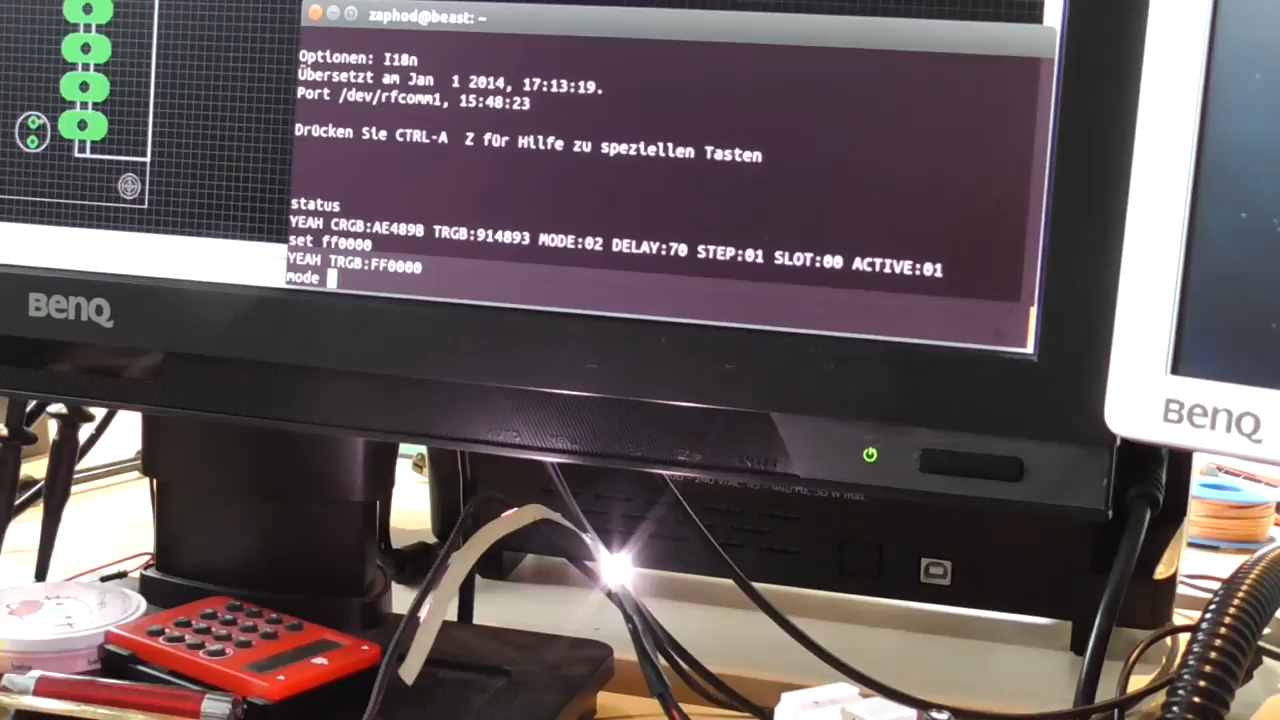 zaphod@beast: ~
Optionen: I18n
Übersetzt am Jan  1 2014, 17:13:19.
Port /dev/rfcomm1, 15:48:23
Drücken Sie CTRL-A  Z für Hilfe zu speziellen Tasten
status
YEAH CRGB:AE489B TRGB:914893 MODE:02 DELAY:70 STEP:01 SLOT:00 ACTIVE:01
set ff0000
YEAH TRGB:FF0000
mode
BenQ
BenQ